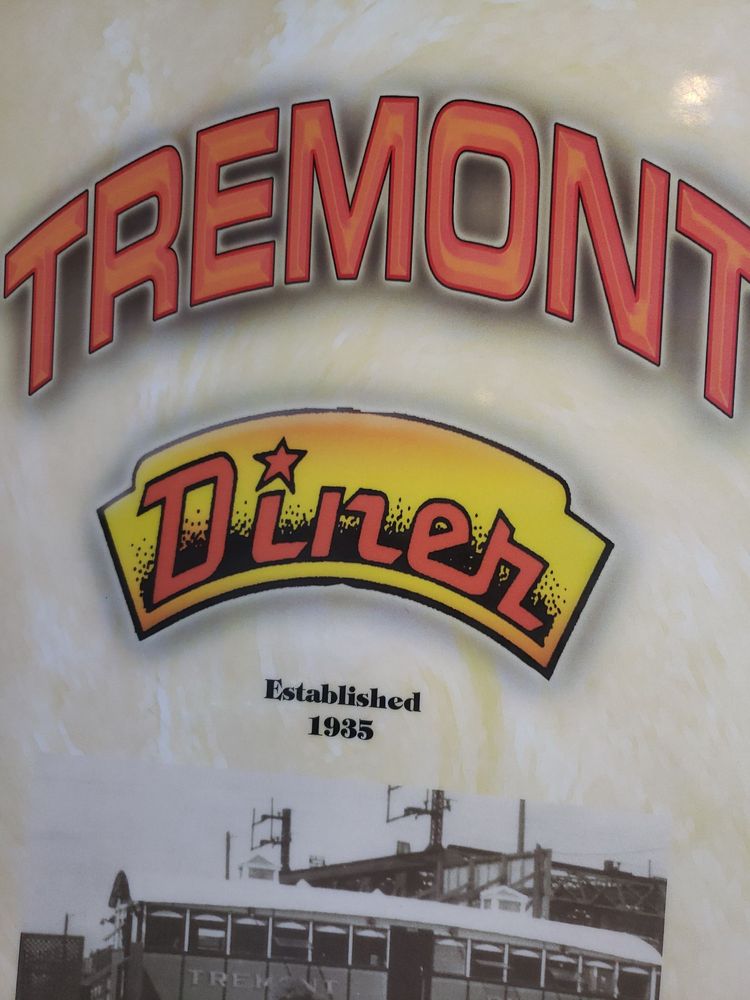 TREMONT
Diner
Established
1935
TREMONT